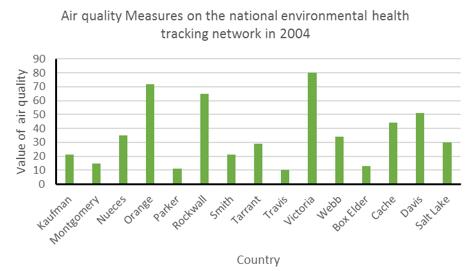 Air quality Measures on the national environmental health
tracking network in 2004
Value of air quality
90
80
70
60
50
40
30
20
10
0
Kaufman
Montgomery
Nueces
Orange
Parker
Rockwall
Smith
Tarrant
Travis
Victoria
Webb
Box Elder
Cache
Davis
Salt Lake
Country